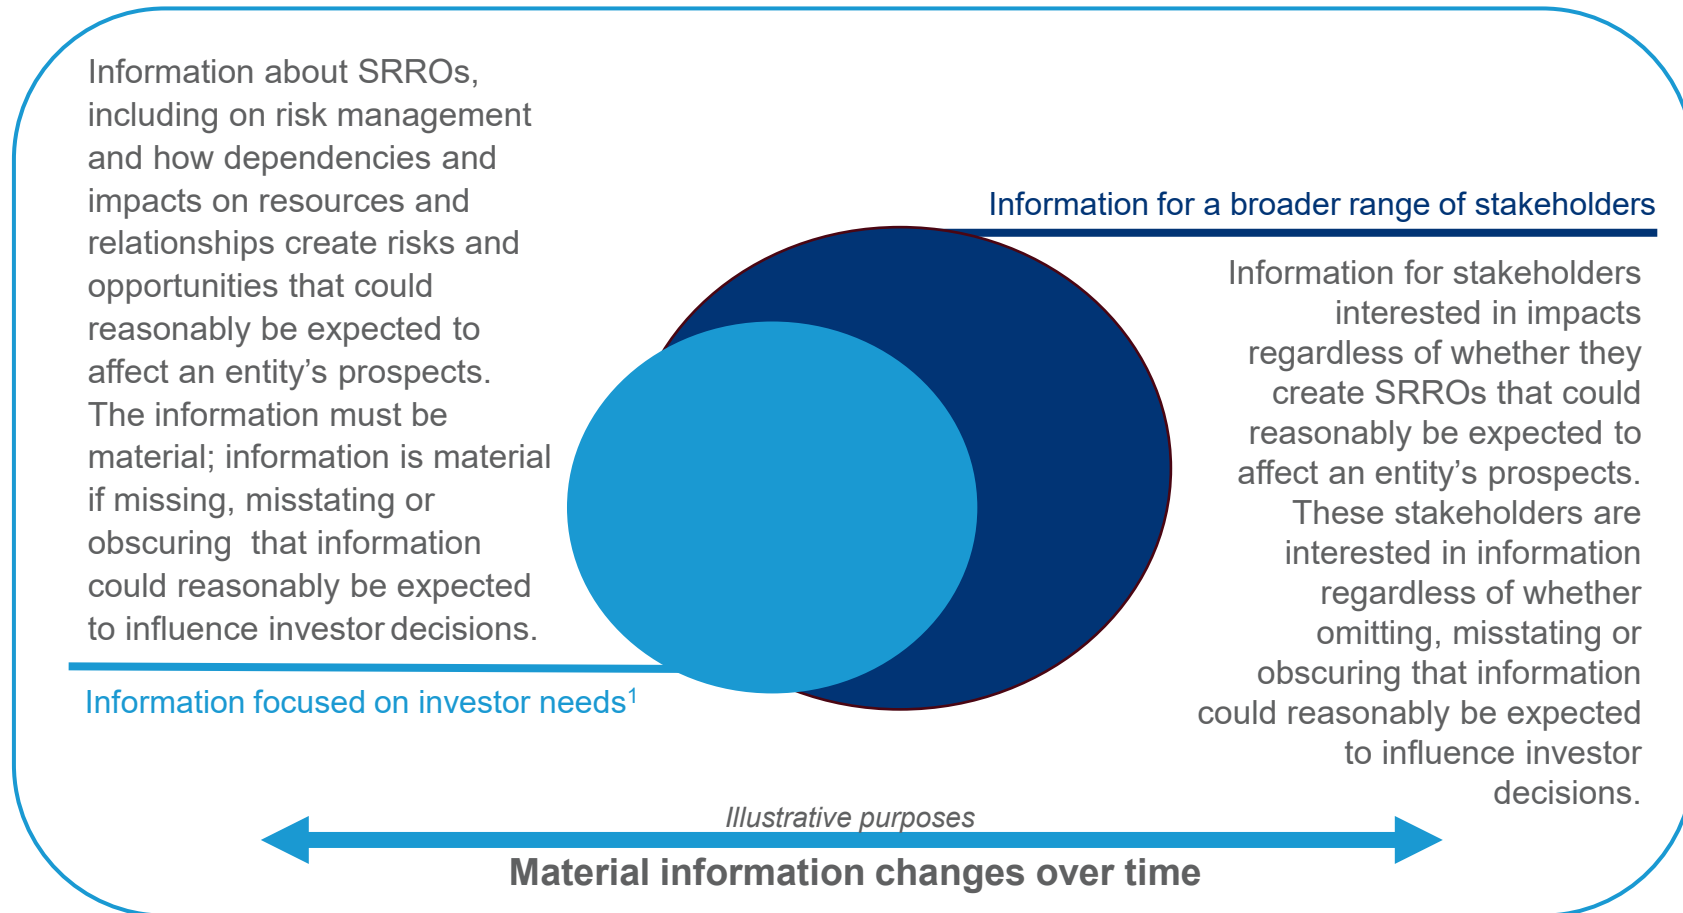 Information about SRROs,
including on risk management
and how dependencies and
impacts on resources and
relationships create risks and
opportunities that could
reasonably be expected to
affect an entity’s prospects.
The information must be
material; information is material
if missing, misstating or
obscuring  that information
could reasonably be expected
to influence investor decisions.
Information focused on investor needs¹
Information for a broader range of stakeholders
Information for stakeholders
interested in impacts
regardless of whether they
create SRROs that could
reasonably be expected to
affect an entity’s prospects.
These stakeholders are
interested in information
regardless of whether
omitting, misstating or
obscuring that information
could reasonably be expected
to influence investor
decisions.
Illustrative purposes
Material information changes over time